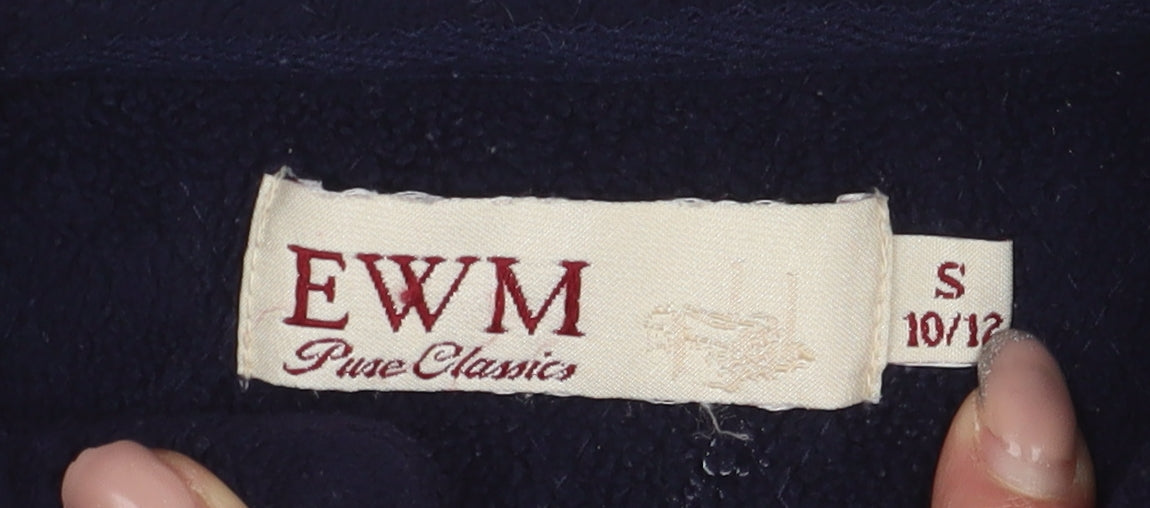 EWM
Pure Classics
S
10/12